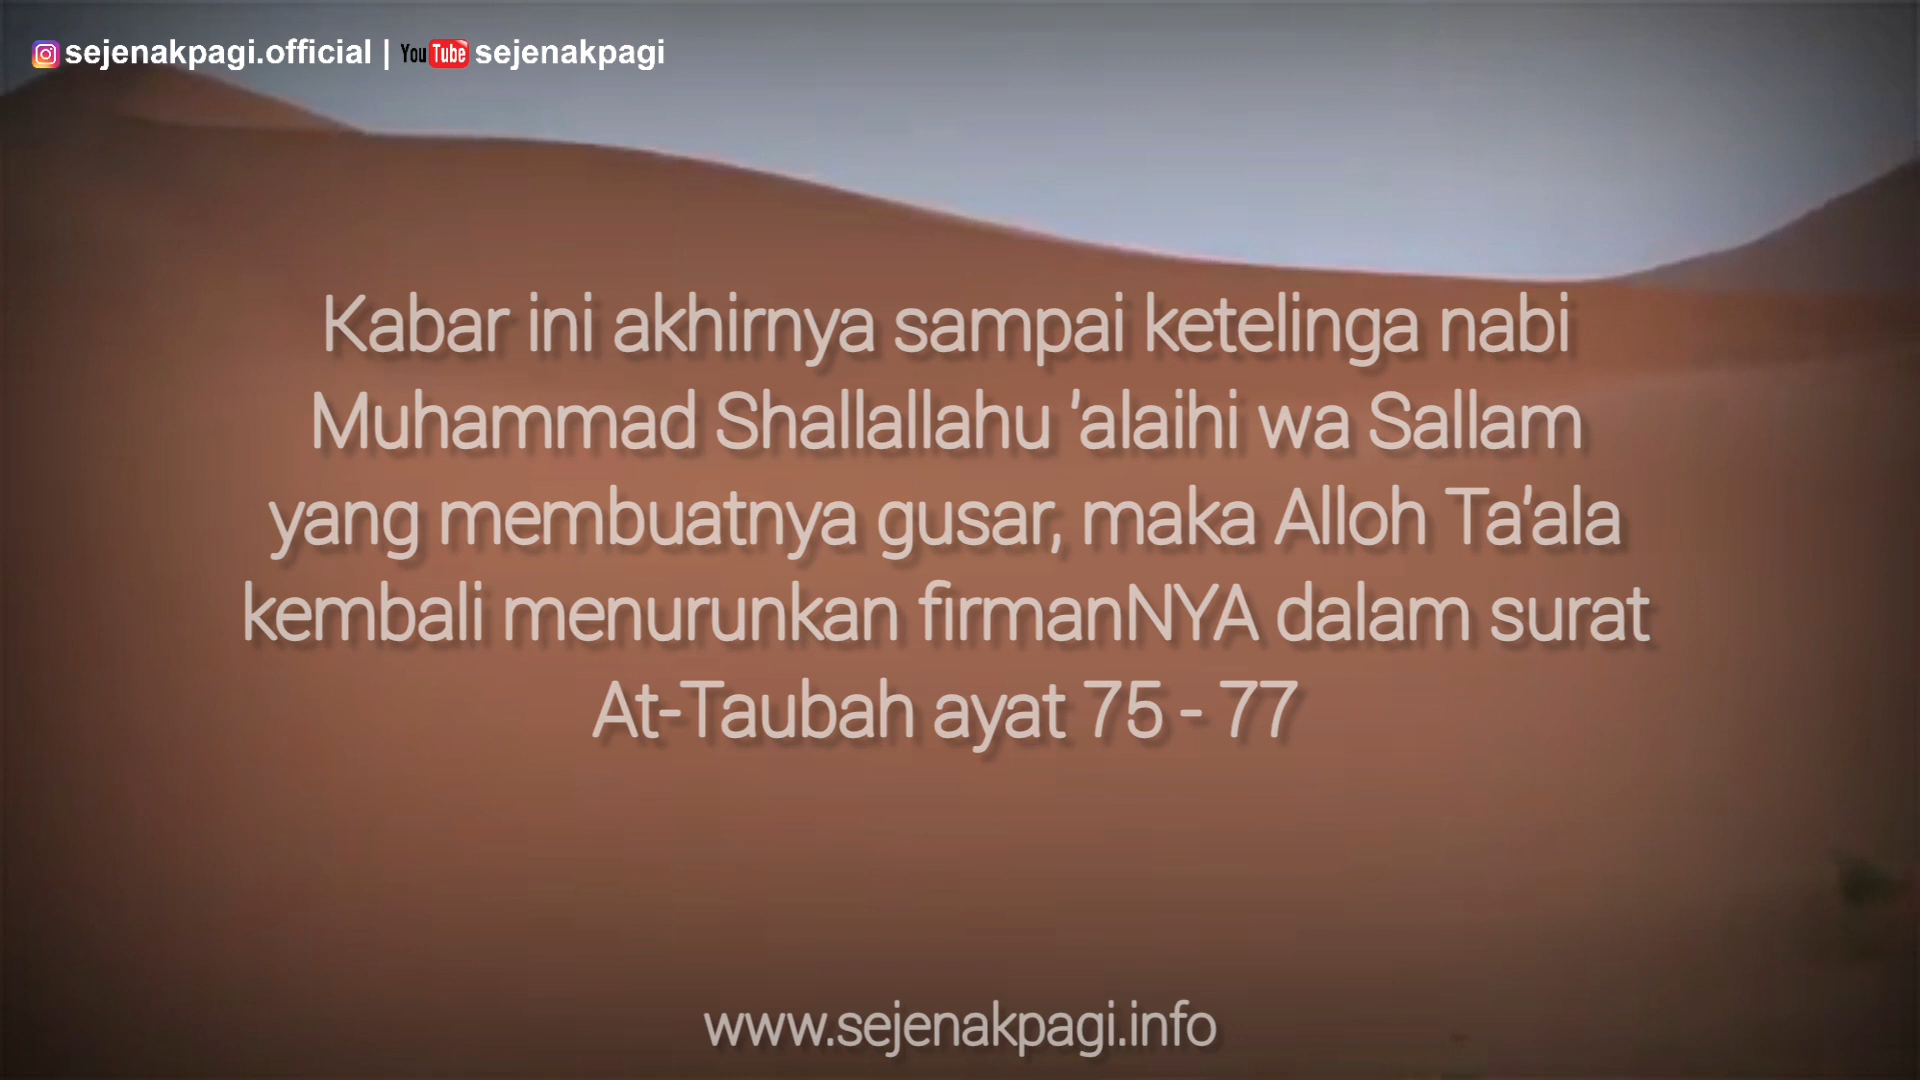 sejenakpagi.official | YouTube sejenakpagi
Kabar ini akhirnya sampai ketelinga nabi
Muhammad Shallallahu 'alaihi wa Sallam
yang membuatnya gusar, maka Alloh Ta'ala
kembali menurunkan firmanNYA dalam surat
At-Taubah ayat 75 - 77
www.sejenakpagi.info